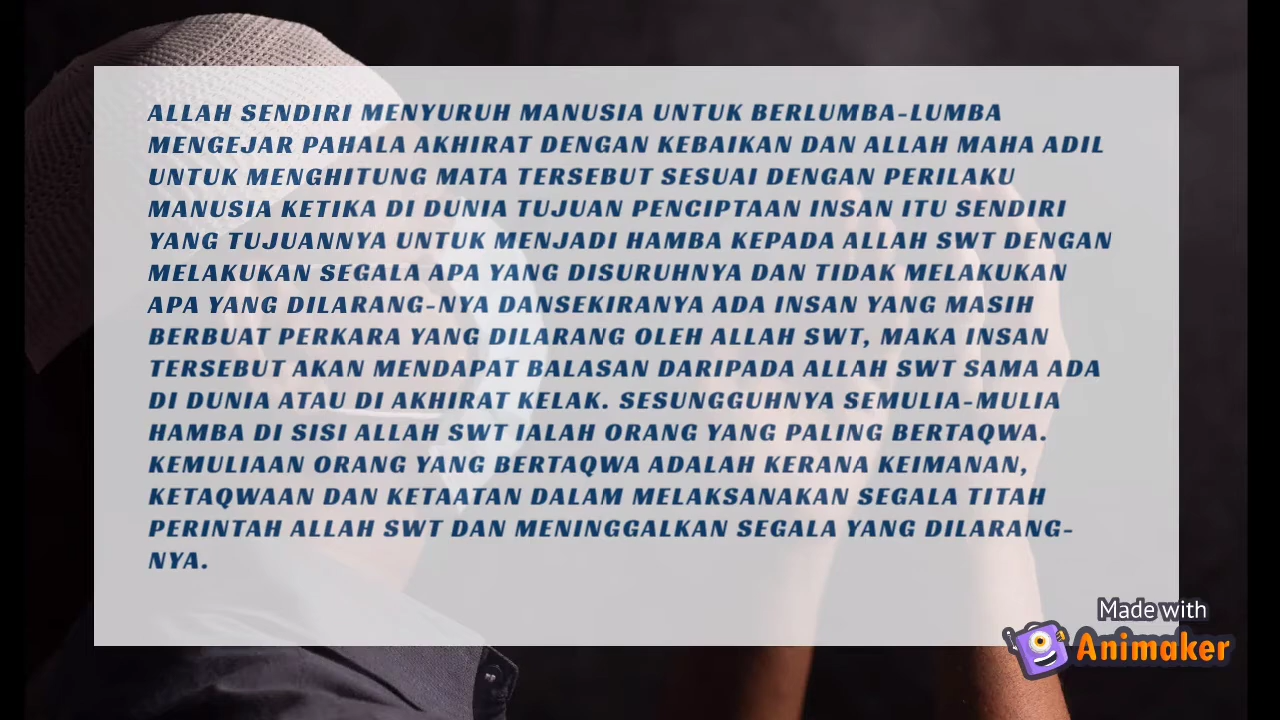 ALLAH SENDIRI MENYURUH MANUSIA UNTUK BERLUMBA-LUMBA
MENGEJAR PAHALA AKHIRAT DENGAN KEBAIKAN DAN ALLAH MAHA ADIL
UNTUK MENGHITUNG MATA TERSEBUT SESUAI DENGAN PERILAKU
MANUSIA KETIKA DI DUNIA TUJUAN PENCIPTAAN INSAN ITU SENDIRI
YANG TUJUANNYA UNTUK MENJADI HAMBA KEPADA ALLAH SWT DENGAN
MELAKUKAN SEGALA APA YANG DISURUHNYA DAN TIDAK MELAKUKAN
APA YANG DILARANG-NYA DANSEKIRANYA ADA INSAN YANG MASIH
BERBUAT PERKARA YANG DILARANG OLEH ALLAH SWT, MAKA INSAN
TERSEBUT AKAN MENDAPAT BALASAN DARIPADA ALLAH SWT SAMA ADA
DI DUNIA ATAU DI AKHIRAT KELAK. SESUNGGUHNYA SEMULIA-MULIA
HAMBA DI SISI ALLAH SWT IALAH ORANG YANG PALING BERTAQWA.
KEMULIAAN ORANG YANG BERTAQWA ADALAH KERANA KEIMANAN,
KETAQWAAN DAN KETAATAN DALAM MELAKSANAKAN SEGALA TITAH
PERINTAH ALLAH SWT DAN MENINGGALKAN SEGALA YANG DILARANG-
NYA.
Made with
Animaker